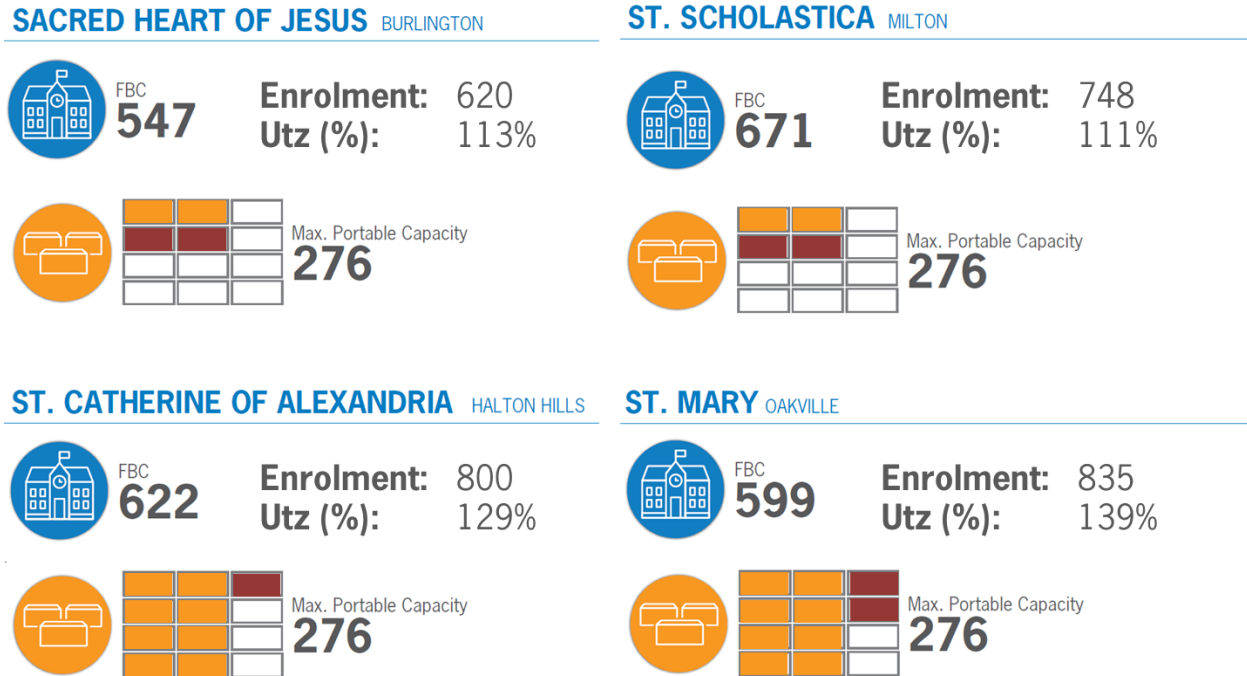 SACRED HEART OF JESUS BURLINGTON
FBC
547
Enrolment: 620
Utz (%): 113%
Max. Portable Capacity
276
ST. SCHOLASTICA MILTON
FBC
671
Enrolment: 748
Utz (%): 111%
Max. Portable Capacity
276
ST. CATHERINE OF ALEXANDRIA HALTON HILLS
FBC
622
Enrolment: 800
Utz (%): 129%
Max. Portable Capacity
276
ST. MARY OAKVILLE
FBC
599
Enrolment: 835
Utz (%): 139%
Max. Portable Capacity
276